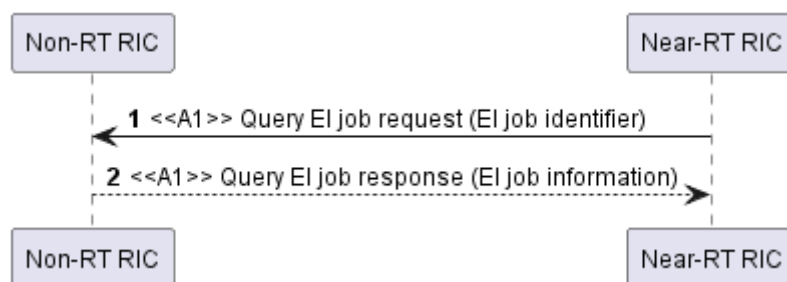 Non-RT RIC
Near-RT RIC
1 <<A1>> Query EI job request (EI job identifier)
2 <<A1>> Query EI job response (EI job information)
Non-RT RIC
Near-RT RIC